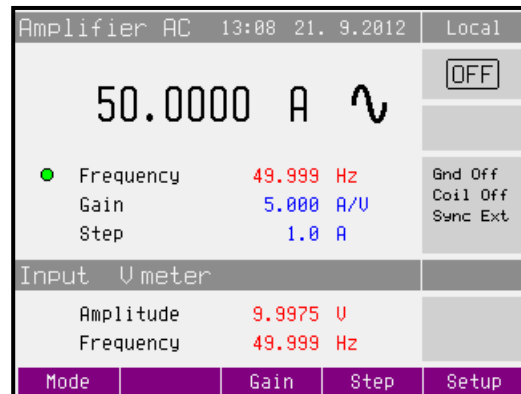 Amplifier AC 13:08 21. 9.2012 Local
OFF
50.0000 A
Frequency 49.999 Hz
Gain 5.000 A/V
Step 1.0 A
Gnd Off
Coil Off
Sync Ext
Input Vmeter
Amplitude 9.9975 V
Frequency 49.999 Hz
Mode Gain Step Setup